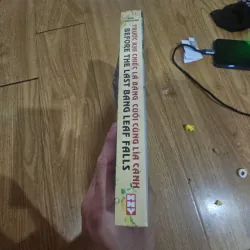 TRƯỚC KHI CHIẾC LÁ BÀNG CUỐI CÙNG LÌA CÀNH
BEFORE THE LAST BANG LEAF FALLS